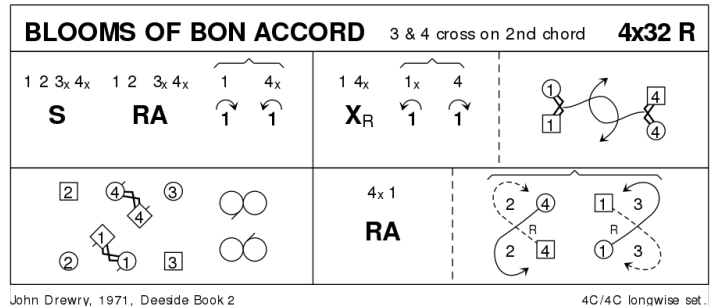 BLOOMS OF BON ACCORD 3 & 4 cross on 2nd chord 4x32 R
1 2 3x 4x 1 2 3x 4x 1 4x
S RA 1 1
1 4x 1x 4
XR 1 1
1 1 4 4
2 4 3
4
1
2 1 3
4x 1
RA
2 4 1 3
R R
2 4 1 3
John Drewry, 1971, Deeside Book 2 4C/4C longwise set.